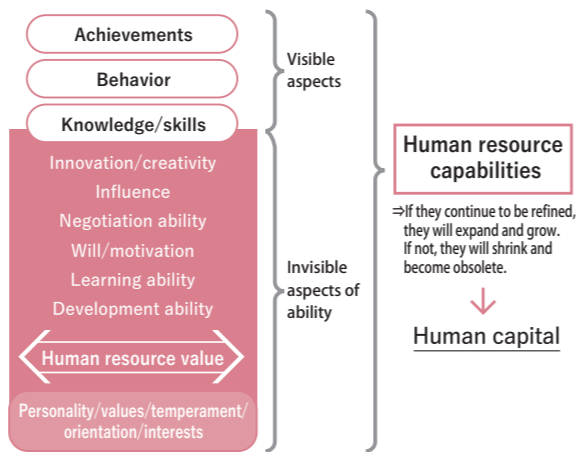 Achievements
Behavior
Knowledge/skills
Innovation/creativity
Influence
Negotiation ability
Will/motivation
Learning ability
Development ability
Human resource value
Personality/values/temperament/
orientation/interests
Visible
aspects
Invisible
aspects of
ability
Human resource
capabilities
⇒If they continue to be refined,
they will expand and grow.
If not, they will shrink and
become obsolete.
Human capital